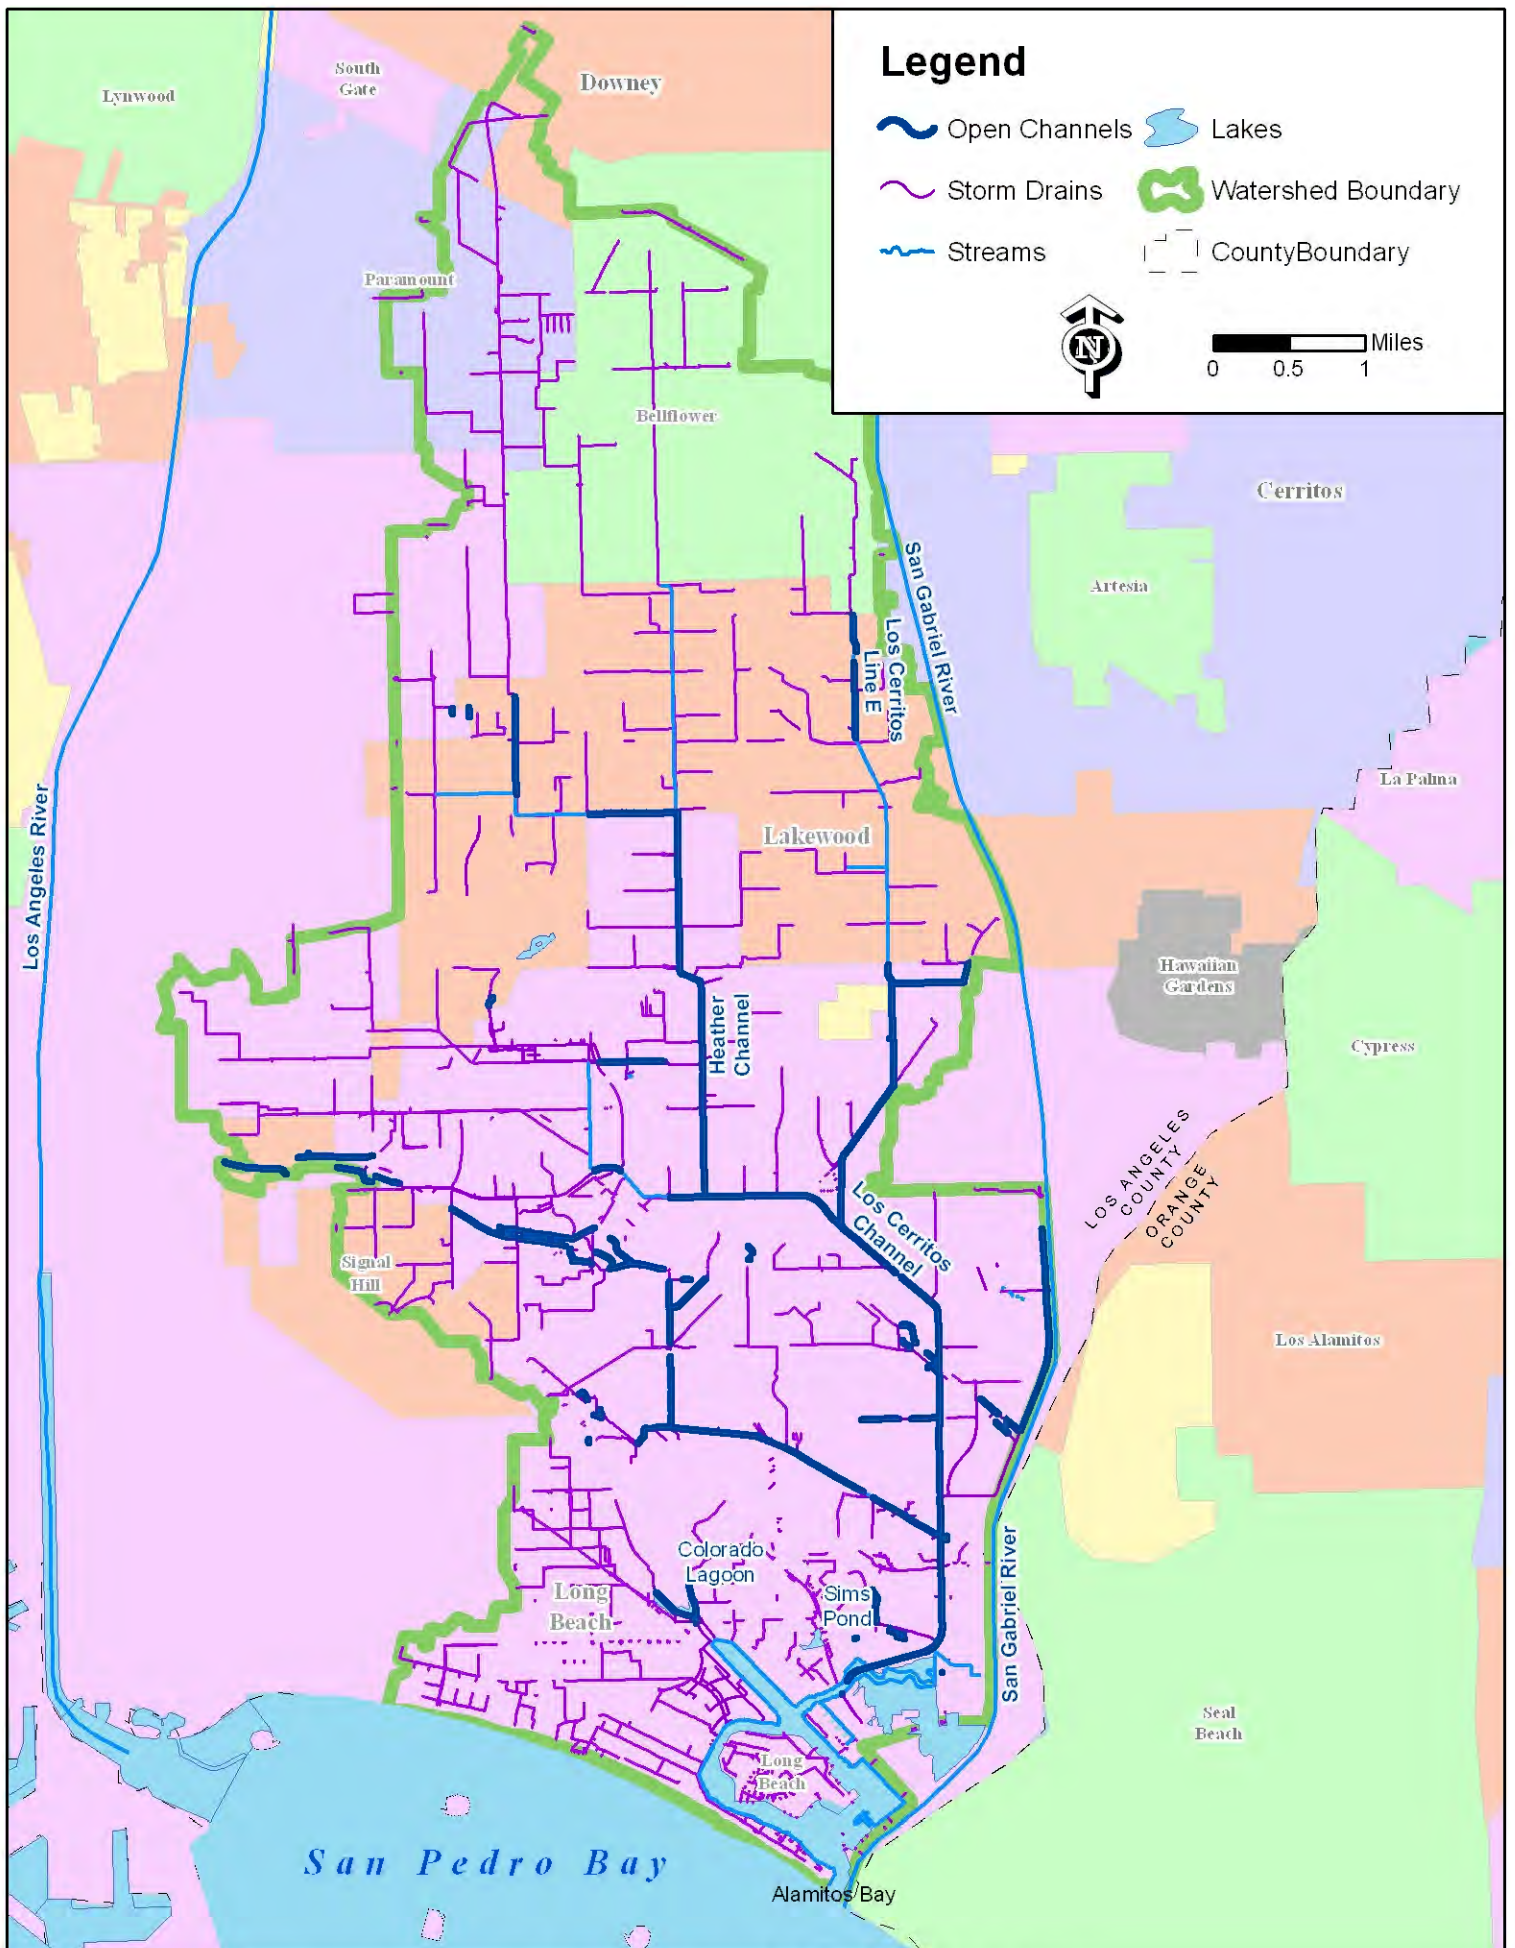 Legend
Open Channels
Lakes
Storm Drains
Watershed Boundary
Streams
CountyBoundary
N
Miles
0 0.5 1
Lynwood
South
Gate
Downey
Paramount
Bellflower
Cerritos
Artesia
San Gabriel River
Los Cerritos
Line E
La Palma
Los Angeles River
Lakewood
Hawaiian
Gardens
Heather
Channel
Cypress
LOS ANGELES
COUNTY
ORANGE
COUNTY
Los Cerritos
Channel
Signal
Hill
Los Alamitos
Colorado
Lagoon
Long
Beach
Sims
Pond
San Gabriel River
Seal
Beach
Long
Beach
San Pedro Bay
Alamitos Bay